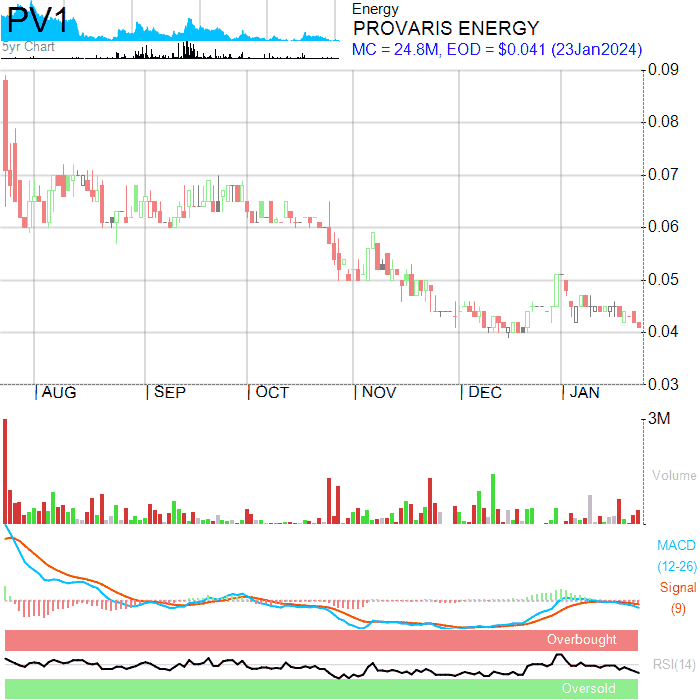 PV1
5yr Chart
Energy
PROVARIS ENERGY
MC = 24.8M, EOD = $0.041 (23Jan2024)
0.09
0.08
0.07
0.06
0.05
0.04
0.03
AUG SEP OCT NOV DEC JAN
3M
Volume
MACD
(12-26)
Signal
(9)
Overbought
RSI(14)
Oversold